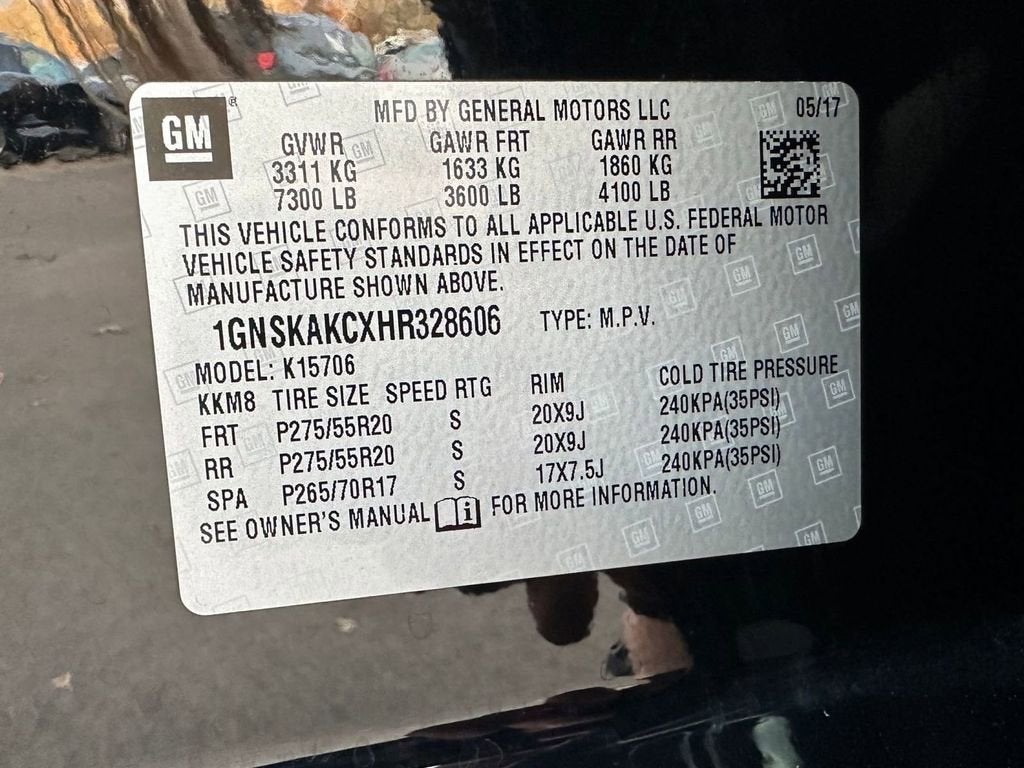 GM ® MFD BY GENERAL MOTORS LLC 05/17
GVWR GAWR FRT GAWR RR
3311 KG 1633 KG 1860 KG
7300 LB 3600 LB 4100 LB
THIS VEHICLE CONFORMS TO ALL APPLICABLE U.S. FEDERAL MOTOR
VEHICLE SAFETY STANDARDS IN EFFECT ON THE DATE OF
MANUFACTURE SHOWN ABOVE.
1GNSKAKCXHR328606 TYPE: M.P.V.
MODEL: K15706
KKM8 TIRE SIZE SPEED RTG RIM COLD TIRE PRESSURE
FRT P275/55R20 S 20X9J 240KPA(35PSI)
RR P275/55R20 S 20X9J 240KPA(35PSI)
SPA P265/70R17 S 17X7.5J 240KPA(35PSI)
SEE OWNER'S MANUAL i FOR MORE INFORMATION.